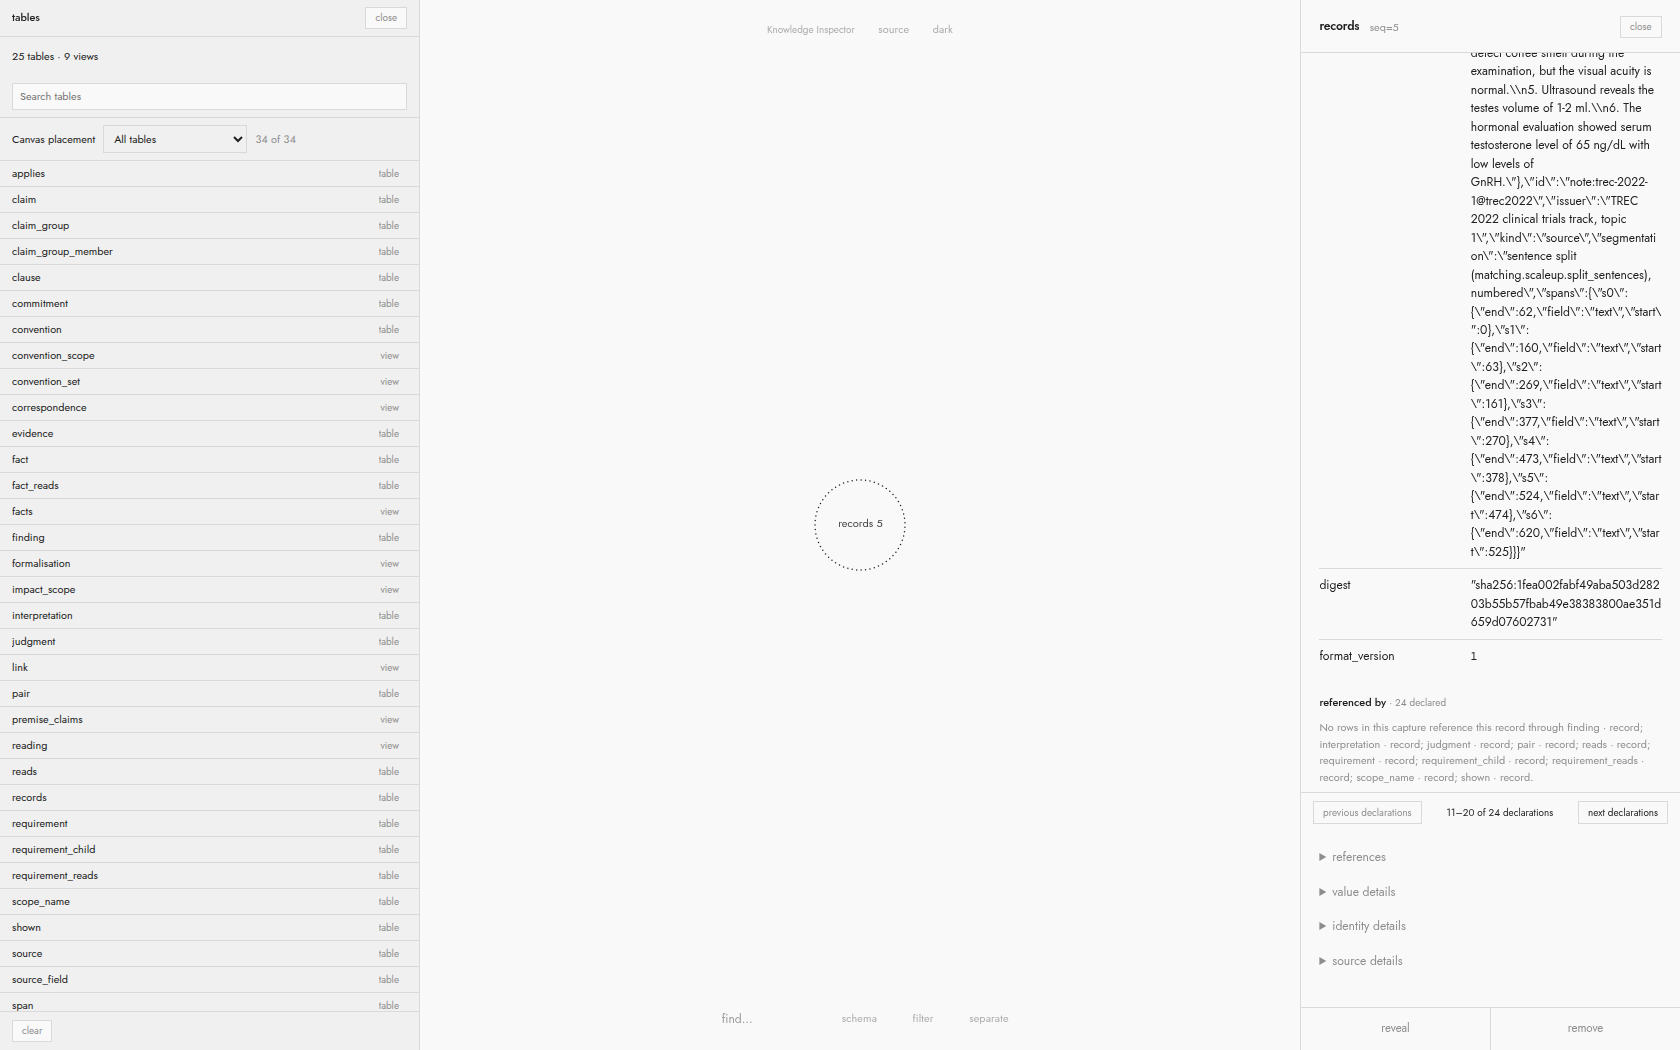 tables
close
25 tables · 9 views
Search tables
Canvas placement
All tables
34 of 34
applies table
claim table
claim_group table
claim_group_member table
clause table
commitment table
convention table
convention_scope view
convention_set view
correspondence view
evidence table
fact table
fact_reads table
facts view
finding table
formalisation view
impact_scope view
interpretation table
judgment table
link view
pair table
premise_claims view
reading view
reads table
records table
requirement table
requirement_child table
requirement_reads table
scope_name table
shown table
source table
source_field table
span table
clear
Knowledge Inspector source dark
records 5
find...
schema filter separate
records seq=5
close
detect coffee smell during the
examination, but the visual acuity is
normal.\\n5. Ultrasound reveals the
testes volume of 1-2 ml.\\n6. The
hormonal evaluation showed serum
testosterone level of 65 ng/dL with
low levels of
GnRH.\"},\"id\":\"note:trec-2022-
1@trec2022\",\"issuer\":\"TREC
2022 clinical trials track, topic
1\",\"kind\":\"source\",\"segmentati
on\":\"sentence split
(matching.scaleup.split_sentences),
numbered\",\"spans\":{\"s0\":
{\"end\":62,\"field\":\"text\",\"start\
":0},\"s1\":
{\"end\":160,\"field\":\"text\",\"start
\":63},\"s2\":
{\"end\":269,\"field\":\"text\",\"start
\":161},\"s3\":
{\"end\":377,\"field\":\"text\",\"start
\":270},\"s4\":
{\"end\":473,\"field\":\"text\",\"start
\":378},\"s5\":
{\"end\":524,\"field\":\"text\",\"star
t\":474},\"s6\":
{\"end\":620,\"field\":\"text\",\"star
t\":525}}}"
digest
"sha256:1fea002fabf49aba503d282
03b55b57fbab49e38383800ae351d
659d07602731"
format_version 1
referenced by · 24 declared
No rows in this capture reference this record through finding · record;
interpretation · record; judgment · record; pair · record; reads · record;
requirement · record; requirement_child · record; requirement_reads ·
record; scope_name · record; shown · record.
previous declarations 11–20 of 24 declarations next declarations
▶ references
▶ value details
▶ identity details
▶ source details
reveal remove